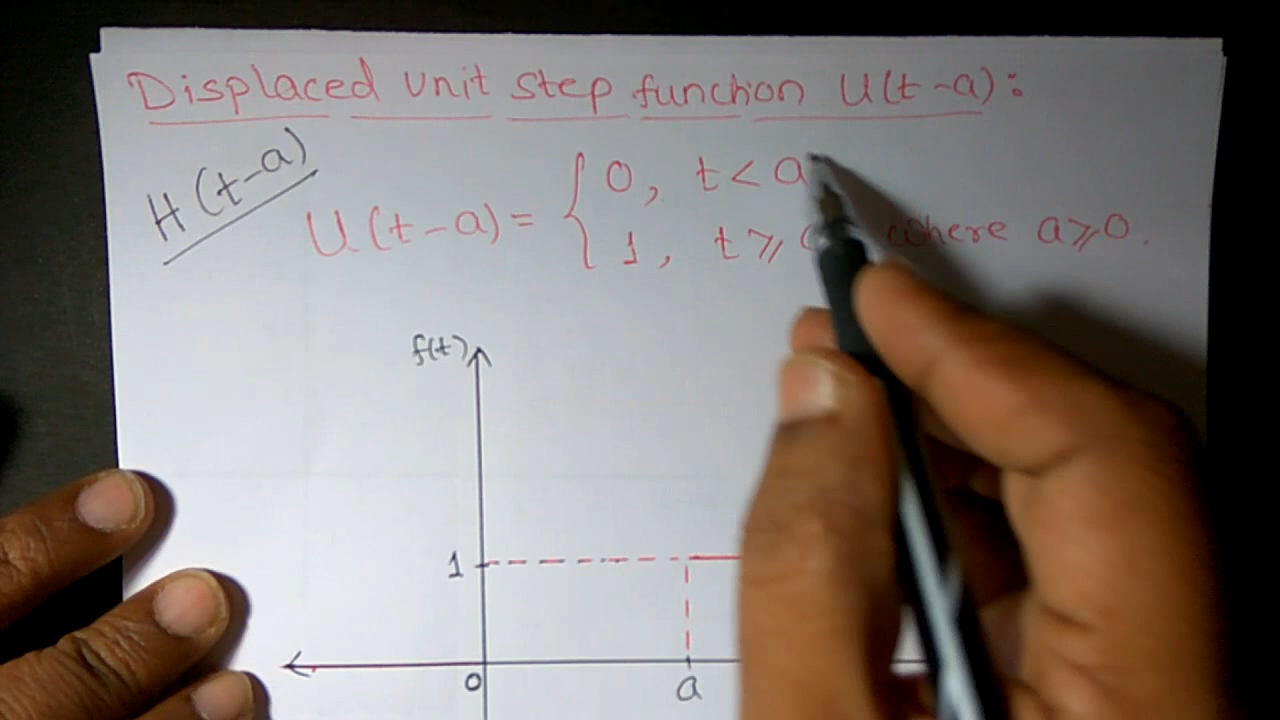 Displaced unit step function U(t-a):
H(t-a)
U(t-a) = { 0, t < a
1, t ⩾ where a⩾0.
f(t)
1
0 a